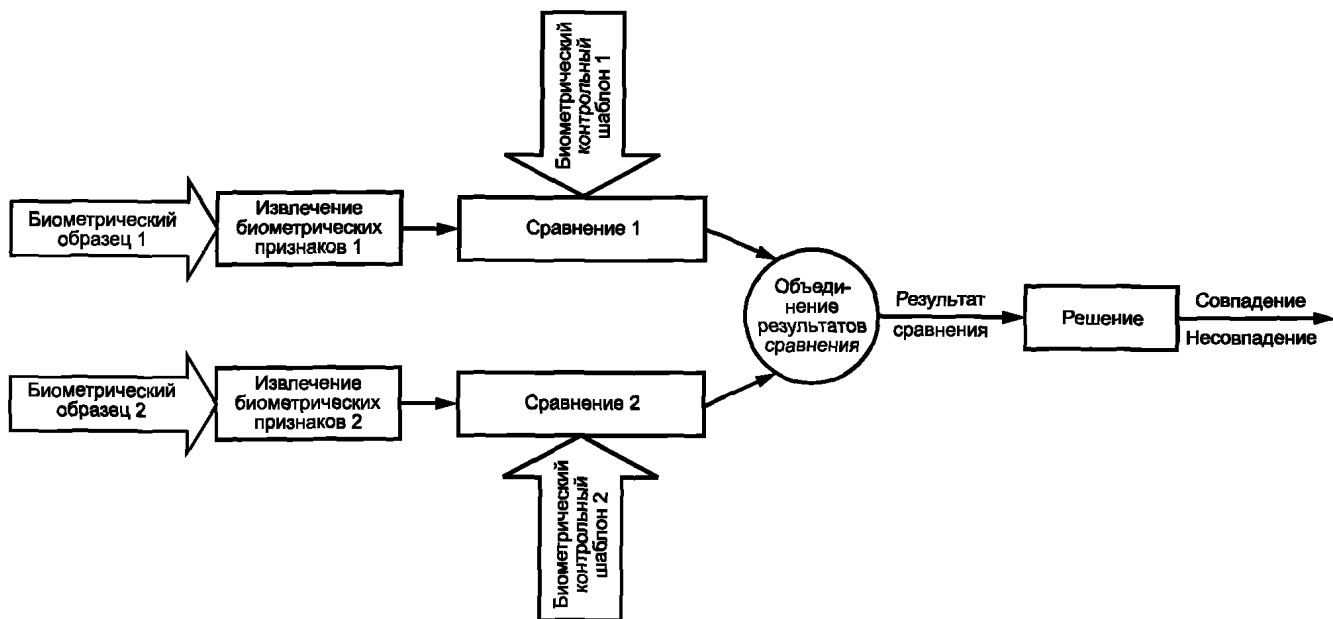 Биометрический
контрольный
шаблон 1
Биометрический
образец 1
Извлечение
биометрических
признаков 1
Сравнение 1
Объеди-
нение
результатов
сравнения
Результат
сравнения
Решение
Совпадение
Несовпадение
Биометрический
образец 2
Извлечение
биометрических
признаков 2
Сравнение 2
Биометрический
контрольный
шаблон 2